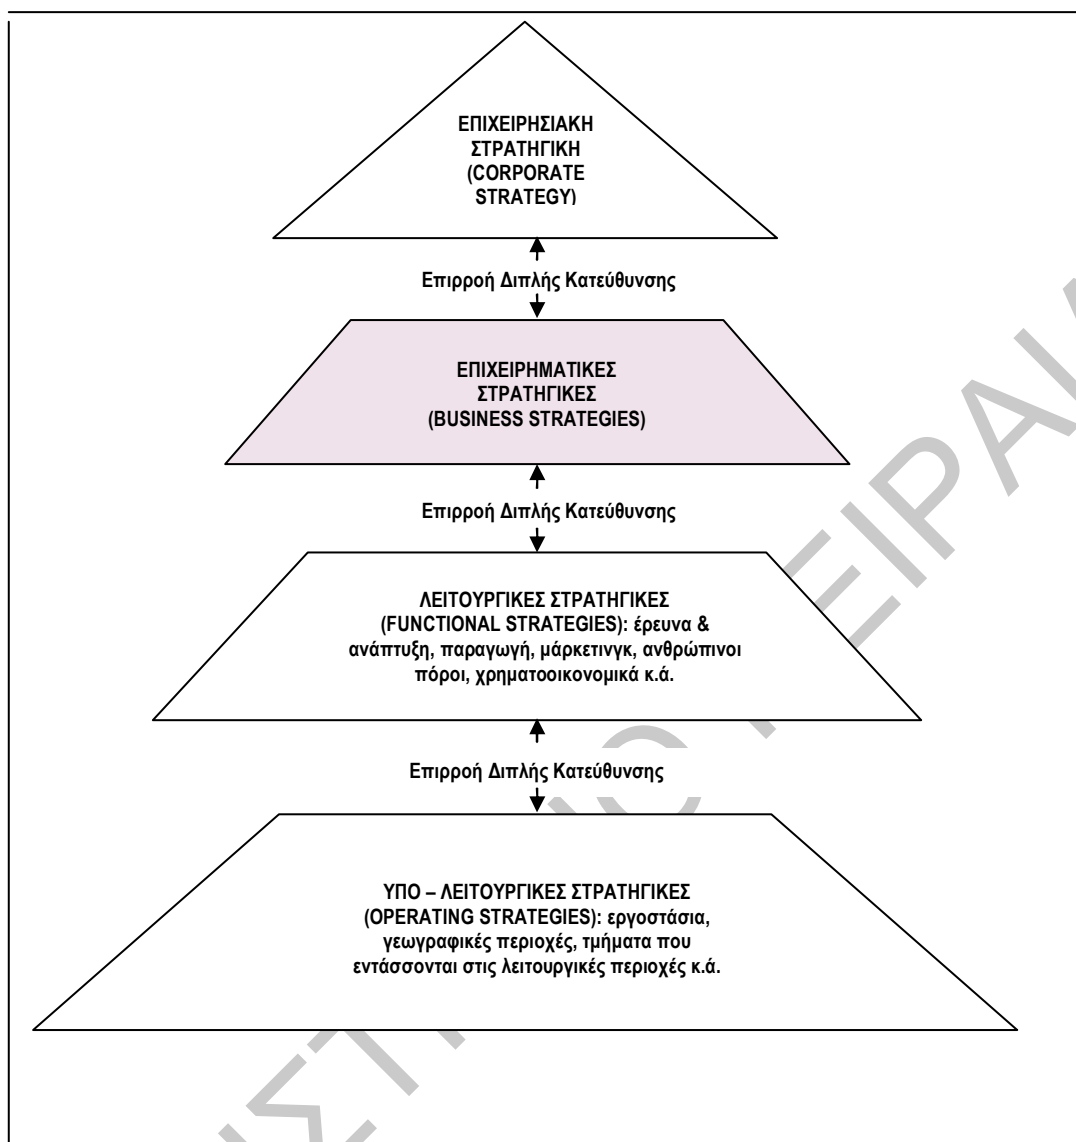 ΕΠΙΧΕΙΡΗΣΙΑΚΗ
ΣΤΡΑΤΗΓΙΚΗ
(CORPORATE
STRATEGY)
Επιρροή Διπλής Κατεύθυνσης
ΕΠΙΧΕΙΡΗΜΑΤΙΚΕΣ
ΣΤΡΑΤΗΓΙΚΕΣ
(BUSINESS STRATEGIES)
Επιρροή Διπλής Κατεύθυνσης
ΛΕΙΤΟΥΡΓΙΚΕΣ ΣΤΡΑΤΗΓΙΚΕΣ
(FUNCTIONAL STRATEGIES): έρευνα &
ανάπτυξη, παραγωγή, μάρκετινγκ, ανθρώπινοι
πόροι, χρηματοοικονομικά κ.ά.
Επιρροή Διπλής Κατεύθυνσης
ΥΠΟ – ΛΕΙΤΟΥΡΓΙΚΕΣ ΣΤΡΑΤΗΓΙΚΕΣ
(OPERATING STRATEGIES): εργοστάσια,
γεωγραφικές περιοχές, τμήματα που
εντάσσονται στις λειτουργικές περιοχές κ.ά.